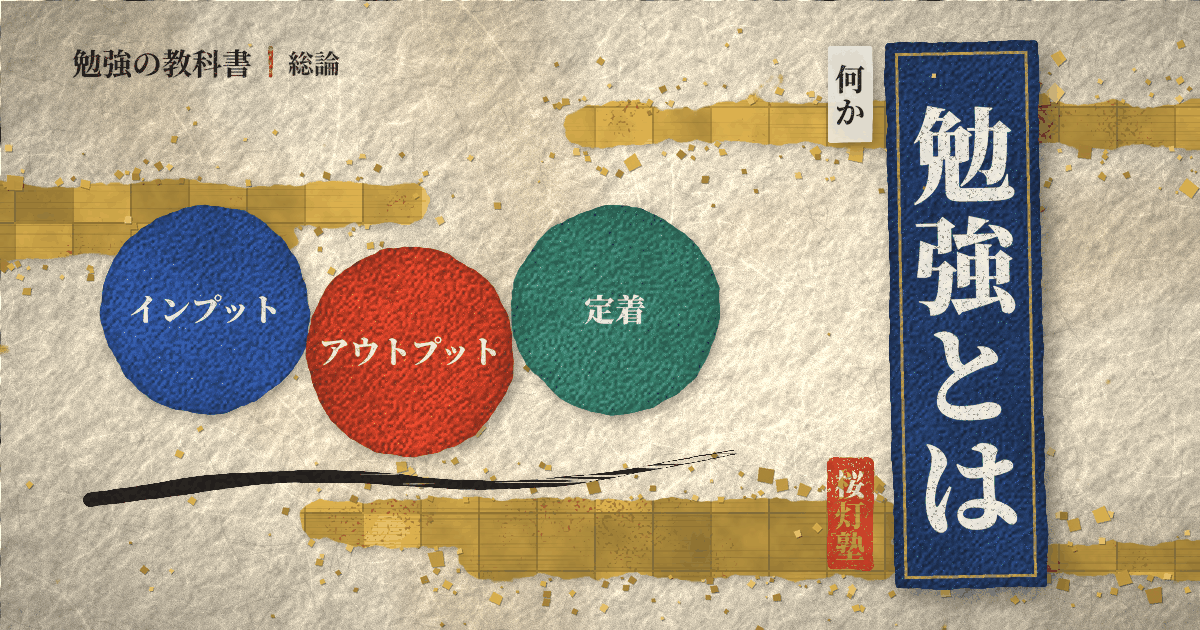 勉強の教科書 | 総論
何か
勉強とは
インプット
アウトプット
定着
桜灯塾